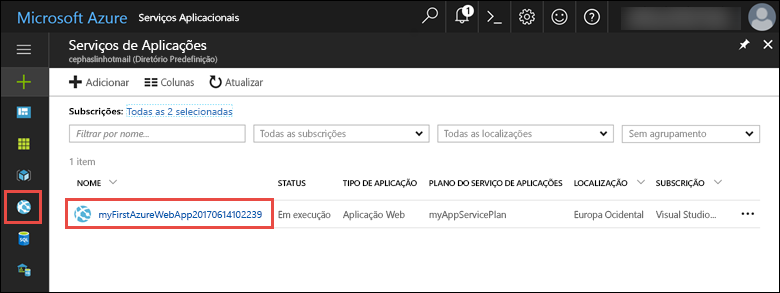 Microsoft Azure Serviços Aplicacionais
1
Serviços de Aplicações
cephaslinhotmail (Diretório Predefinição)
Adicionar Colunas Atualizar
Subscrições: Todas as 2 selecionadas
Filtrar por nome... Todas as subscrições Todas as localizações Sem agrupamento
1 item
NOME STATUS TIPO DE APLICAÇÃO PLANO DO SERVIÇO DE APLICAÇÕES LOCALIZAÇÃO SUBSCRIÇÃO
myFirstAzureWebApp20170614102239 Em execução Aplicação Web myAppServicePlan Europa Ocidental Visual Studio...
SQL